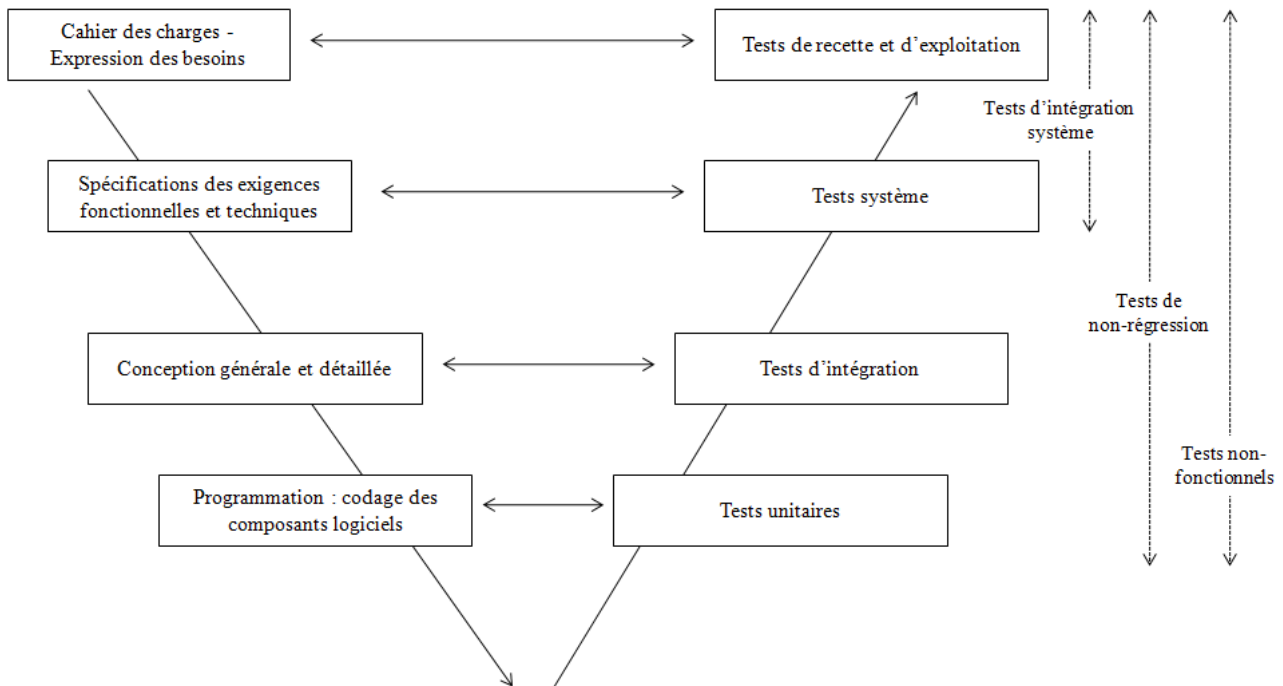 Cahier des charges -
Expression des besoins
Tests de recette et d’exploitation
Tests d’intégration
système
Spécifications des exigences
fonctionnelles et techniques
Tests système
Tests de
non-régression
Conception générale et détaillée
Tests d’intégration
Tests non-
fonctionnels
Programmation : codage des
composants logiciels
Tests unitaires